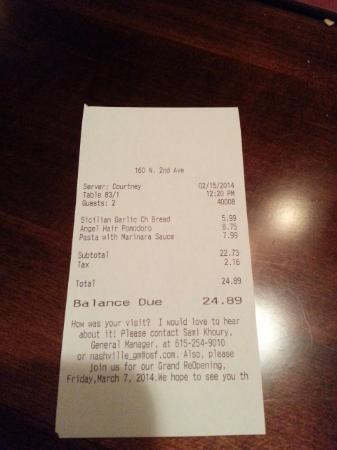 160 N. 2nd Ave
Server: Courtney 02/15/2014
Table 83/1 12:20 PM
Guests: 2 40008
Sicilian Garlic Ch Bread 5.99
Angel Hair Pomodoro 8.75
Pasta with Marinara Sauce 7.99
Subtotal 22.73
Tax 2.16
Total 24.89
Balance Due 24.89
How was your visit? I would love to hear
about it! Please contact Sami Khoury,
General Manager, at 615-254-9010
or nashville_gm@osf.com. Also, please
join us for our Grand ReOpening,
Friday,March 7, 2014.We hope to see you th